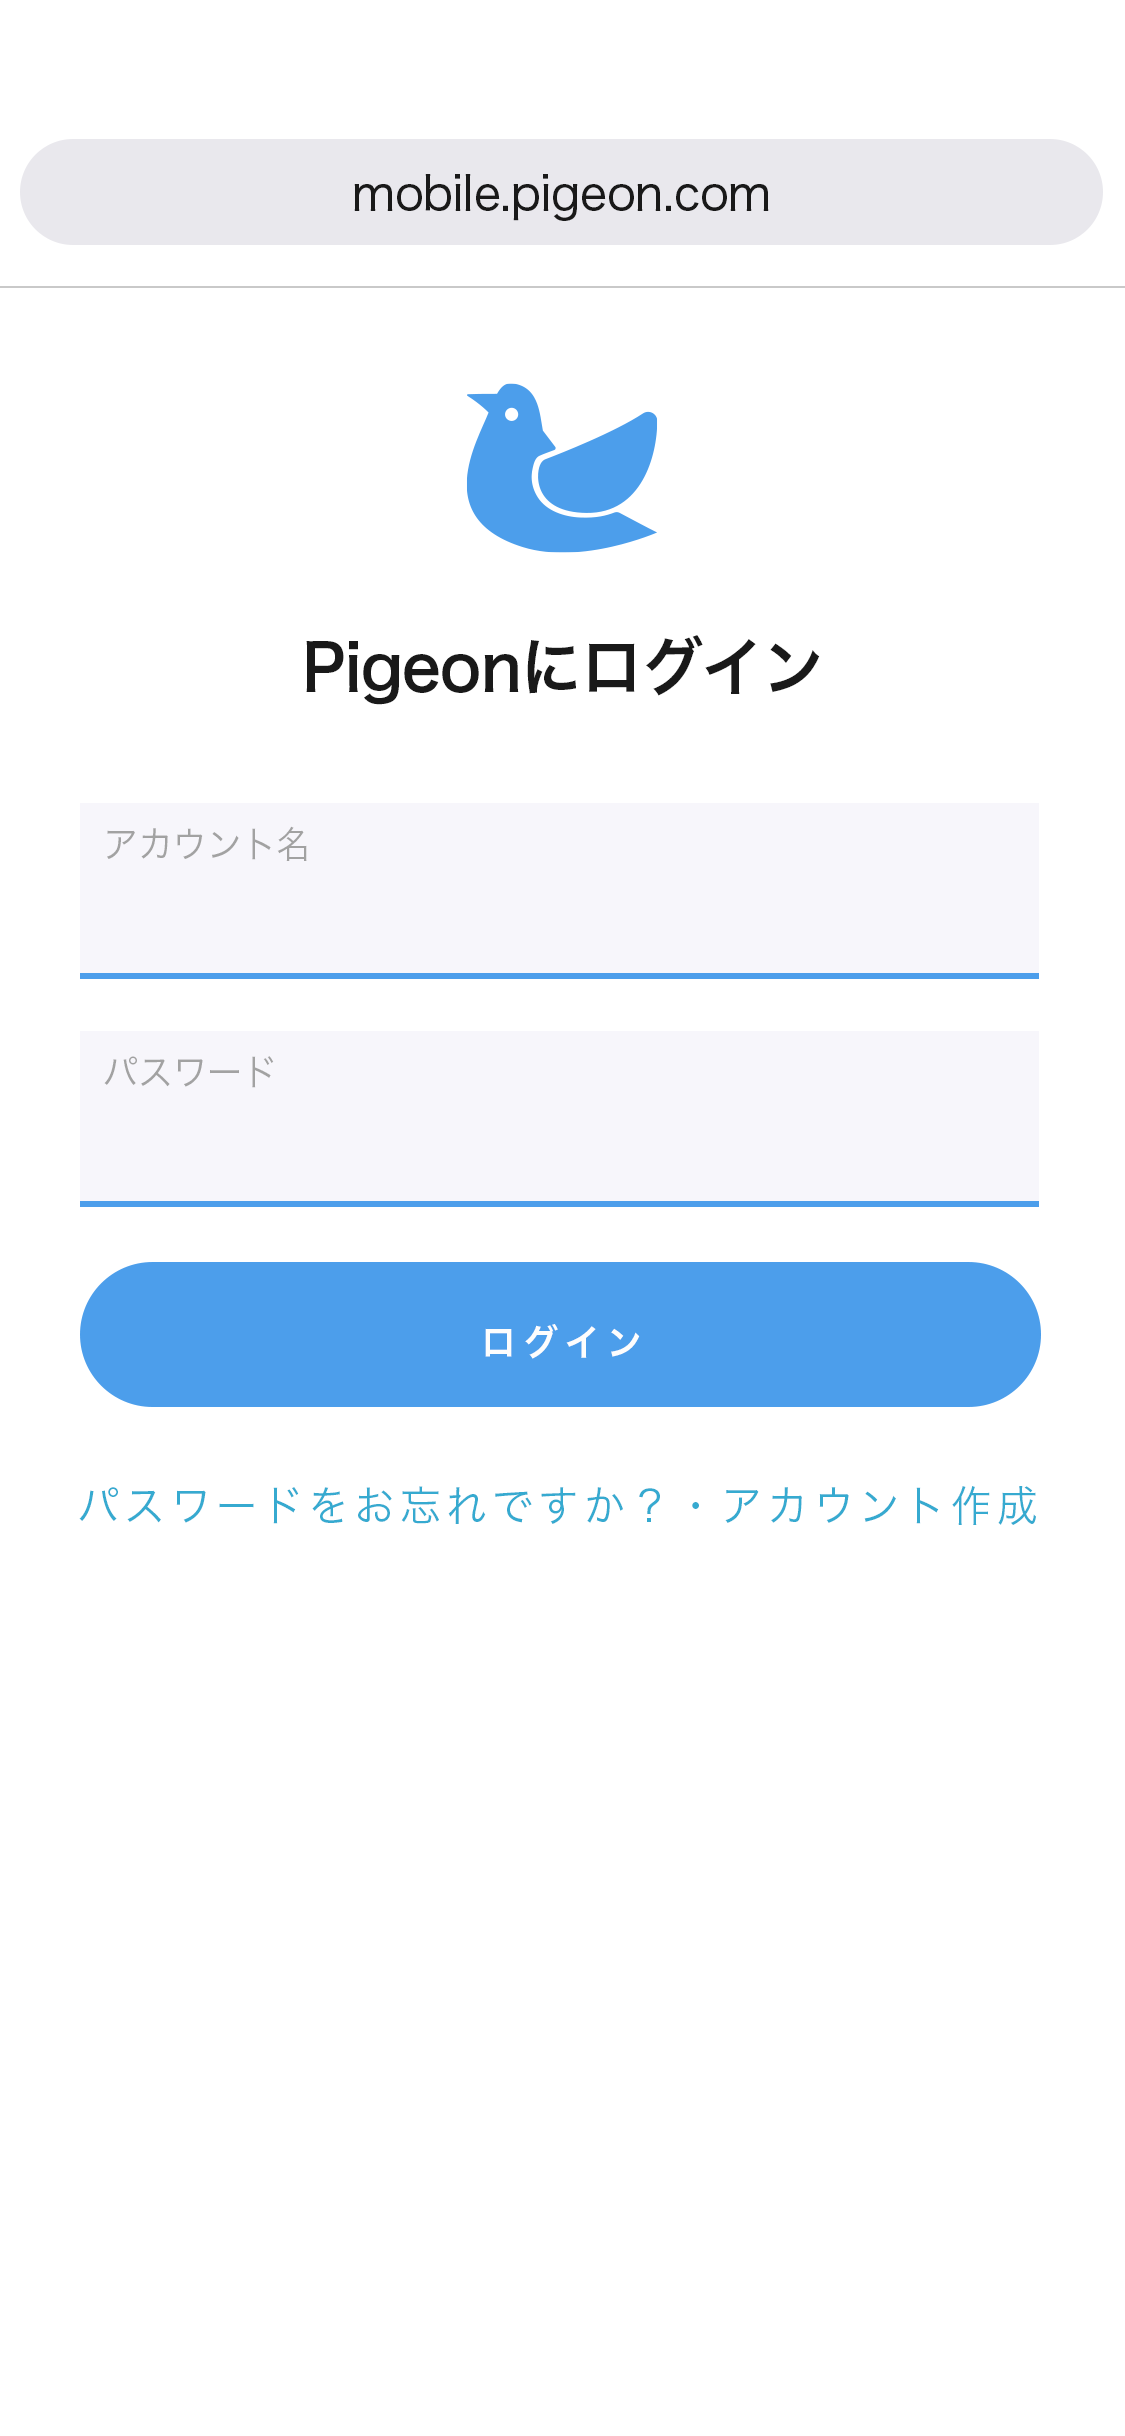 mobile.pigeon.com
Pigeonにログイン
アカウント名
パスワード
ログイン
パスワードをお忘れですか？・アカウント作成